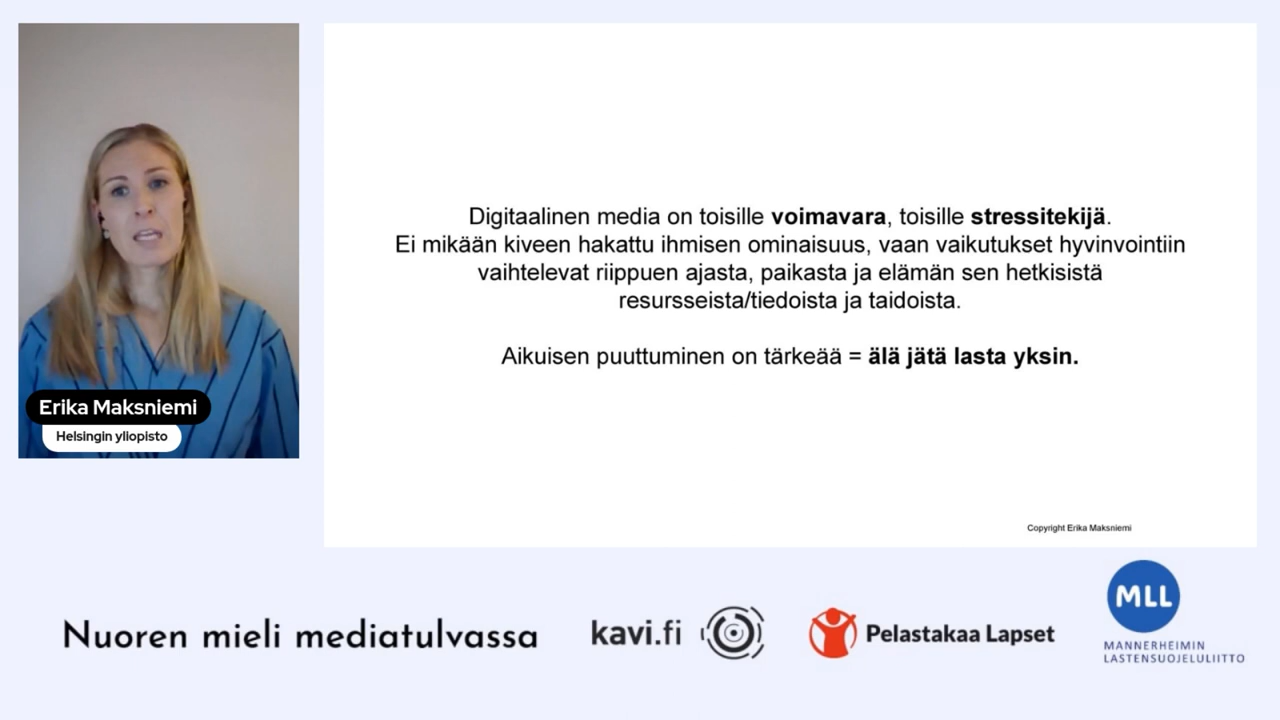 Erika Maksniemi
Helsingin yliopisto
Digitaalinen media on toisille voimavara, toisille stressitekijä.
Ei mikään kiveen hakattu ihmisen ominaisuus, vaan vaikutukset hyvinvointiin
vaihtelevat riippuen ajasta, paikasta ja elämän sen hetkisistä
resursseista/tiedoista ja taidoista.
Aikuisen puuttuminen on tärkeää = älä jätä lasta yksin.
Copyright Erika Maksniemi
Nuoren mieli mediatulvassa
kavi.fi
Pelastakaa Lapset
MLL
MANNERHEIMIN
LASTENSUOJELULIITTO